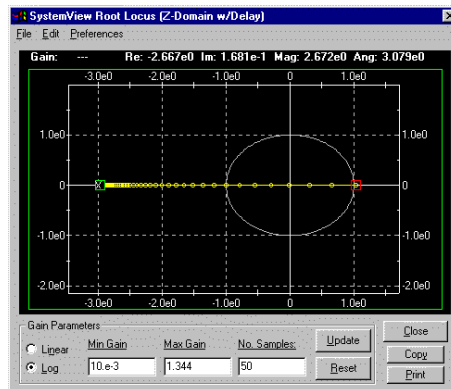 SystemView Root Locus (Z-Domain w/Delay)
File Edit Preferences
Gain: --- Re: -2.667e0 Im: 1.681e-1 Mag: 2.672e0 Ang: 3.079e0
-3.0e0 -2.0e0 -1.0e0 0 1.0e0
1.0e0 1.0e0
0 0
-1.0e0 -1.0e0
-2.0e0 -2.0e0
-3.0e0 -2.0e0 -1.0e0 0 1.0e0
Gain Parameters
Linear
Log
Min Gain
10.e-3
Max Gain
1.344
No. Samples:
50
Update
Reset
Close
Copy
Print